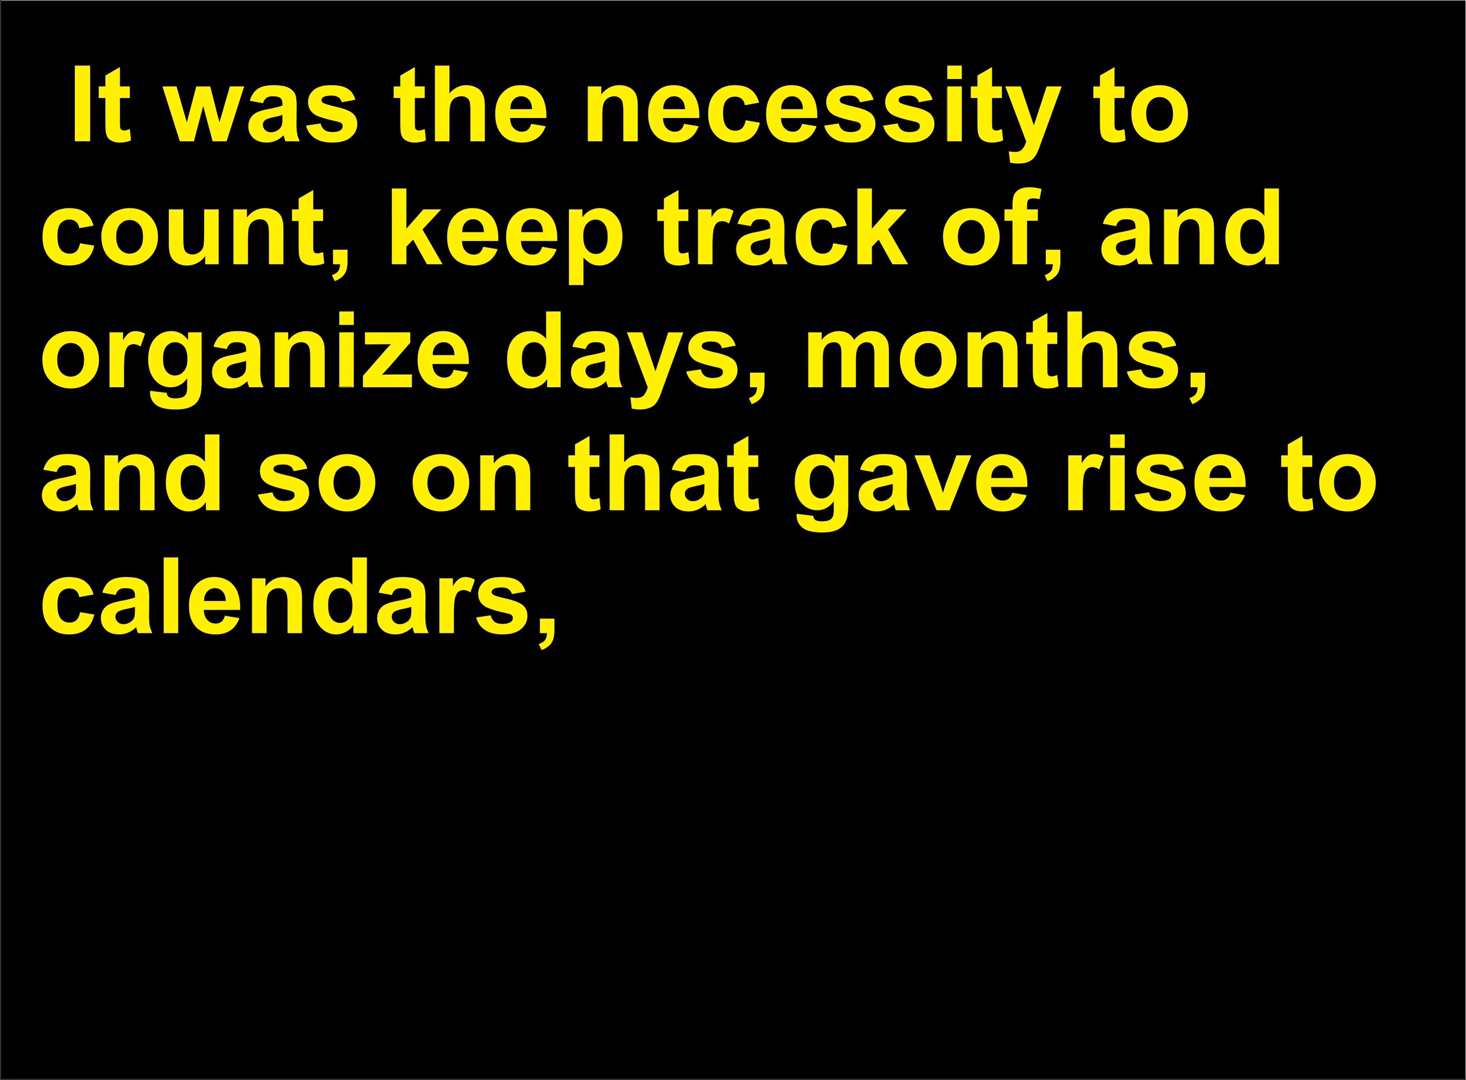 It was the necessity to
count, keep track of, and
organize days, months,
and so on that gave rise to
calendars,